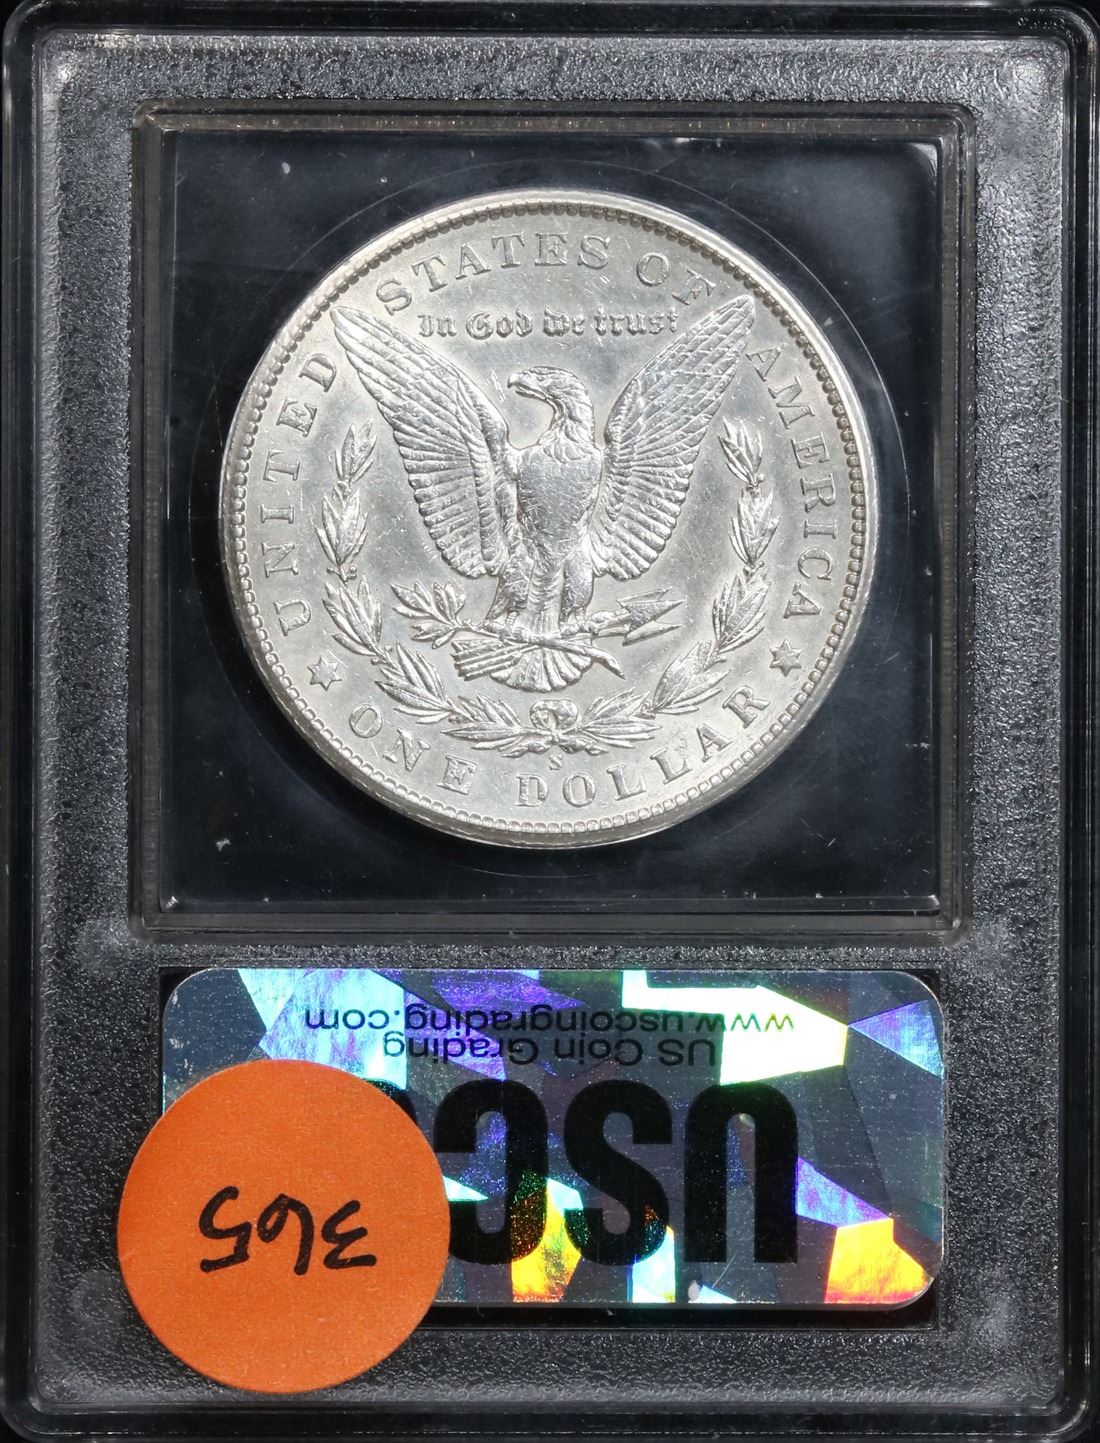 UNITED STATES OF AMERICA
In God We trust
S
ONE DOLLAR
www.uscoingrading.com
US Coin Grading
USC
365